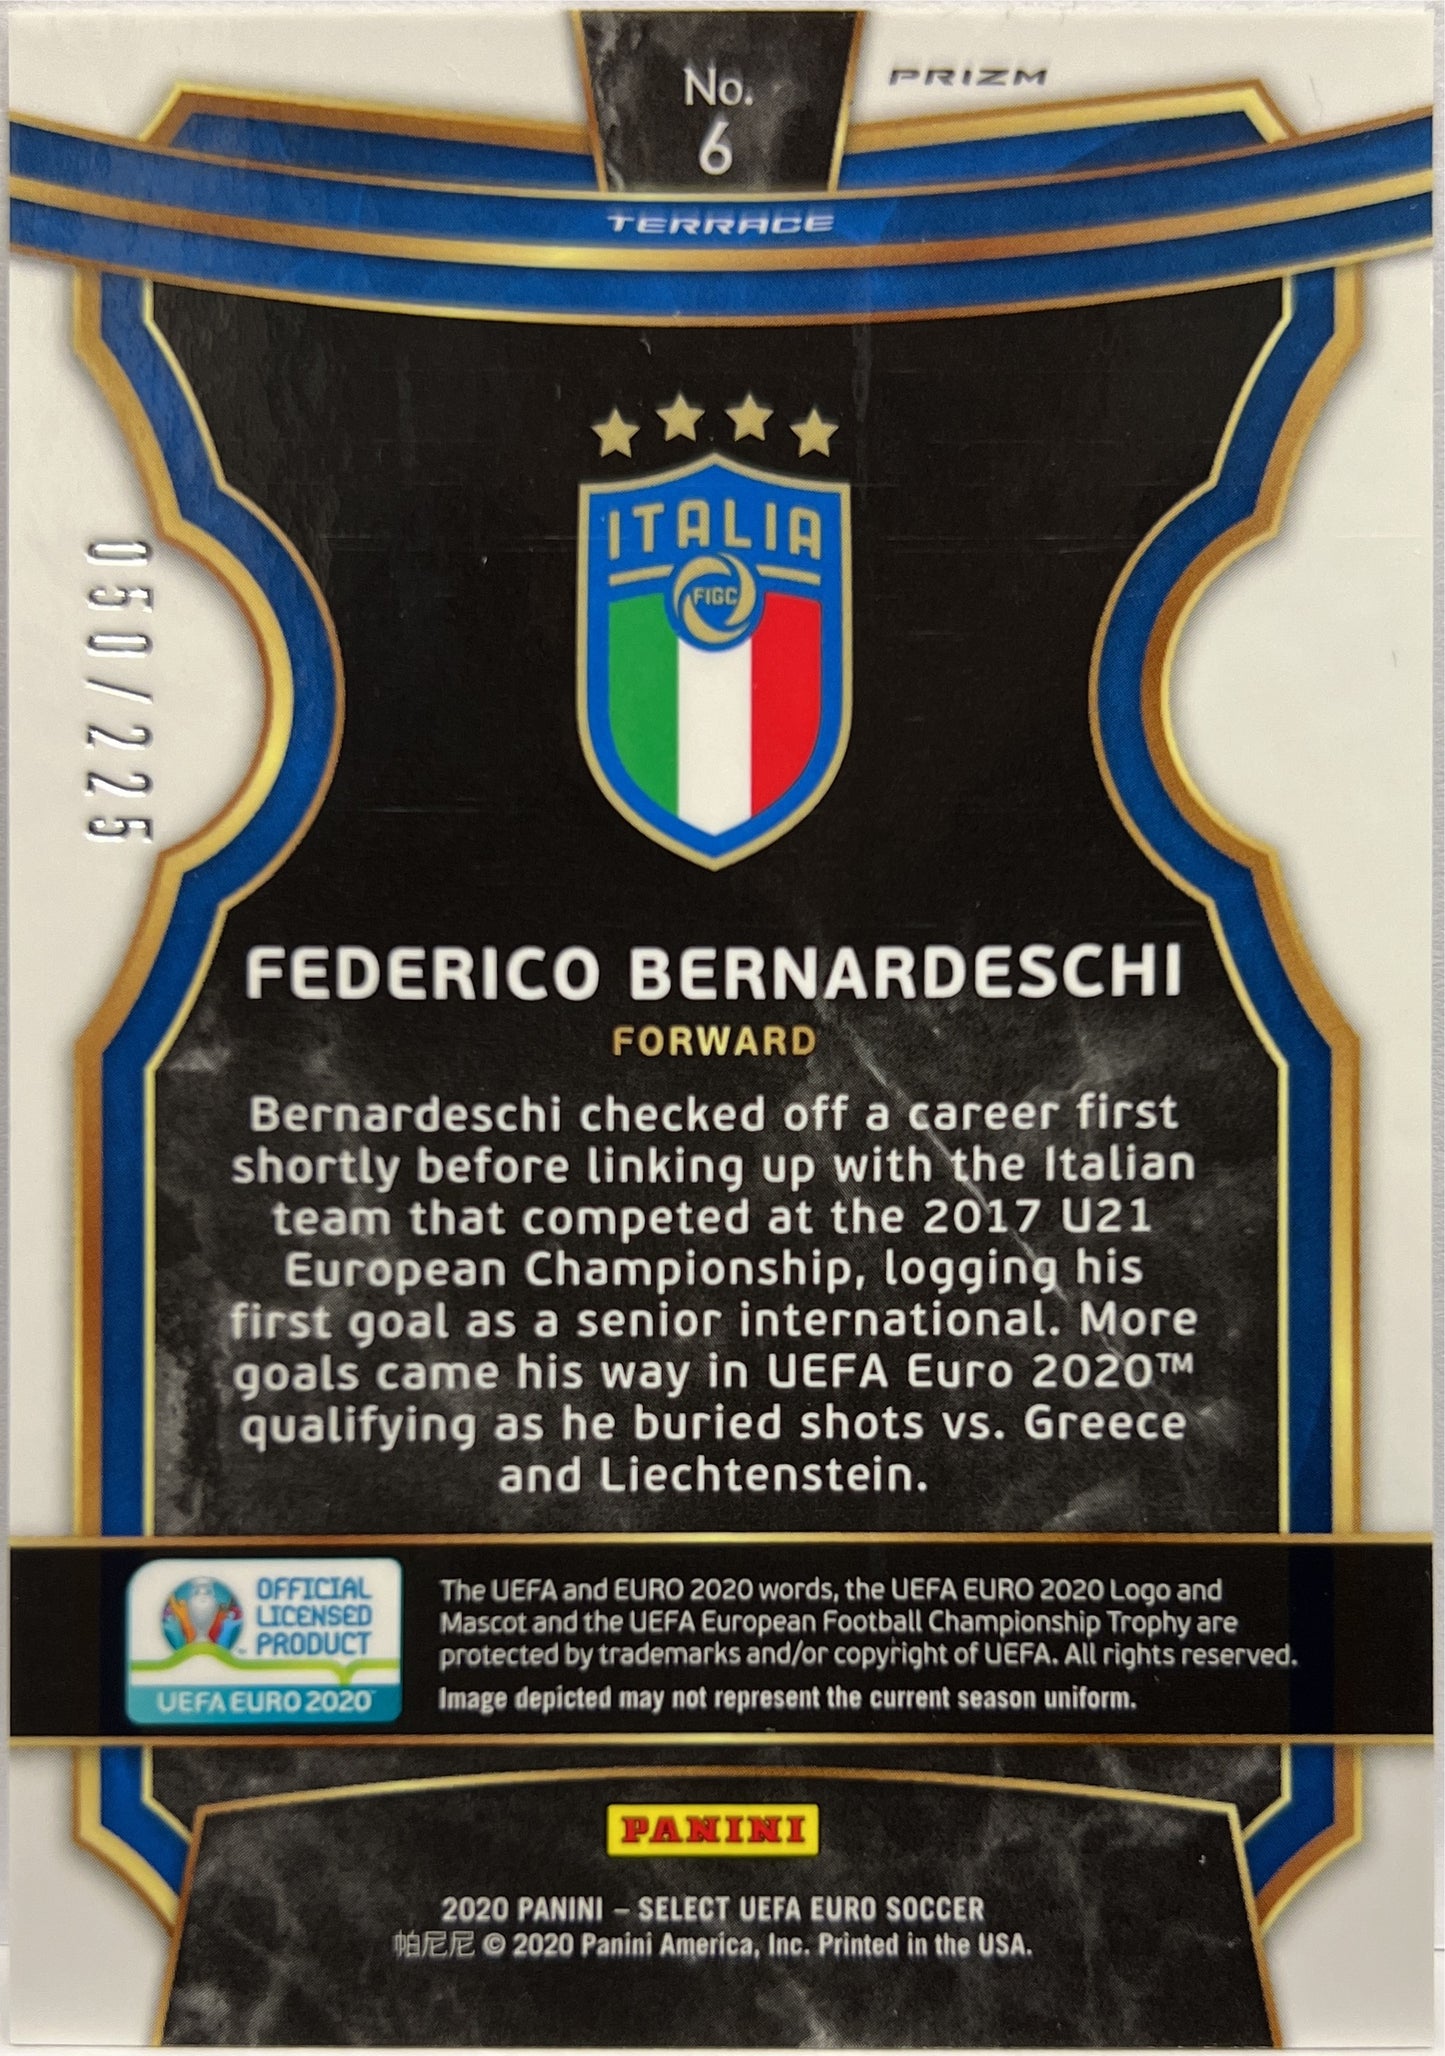 No.
6
PRIZM
TERRACE
ITALIA
FIGC
050/225
FEDERICO BERNARDESCHI
FORWARD
Bernardeschi checked off a career first
shortly before linking up with the Italian
team that competed at the 2017 U21
European Championship, logging his
first goal as a senior international. More
goals came his way in UEFA Euro 2020™
qualifying as he buried shots vs. Greece
and Liechtenstein.
OFFICIAL
LICENSED
PRODUCT
UEFA EURO 2020™
The UEFA and EURO 2020 words, the UEFA EURO 2020 Logo and
Mascot and the UEFA European Football Championship Trophy are
protected by trademarks and/or copyright of UEFA. All rights reserved.
Image depicted may not represent the current season uniform.
PANINI
2020 PANINI – SELECT UEFA EURO SOCCER
帕尼尼 © 2020 Panini America, Inc. Printed in the USA.